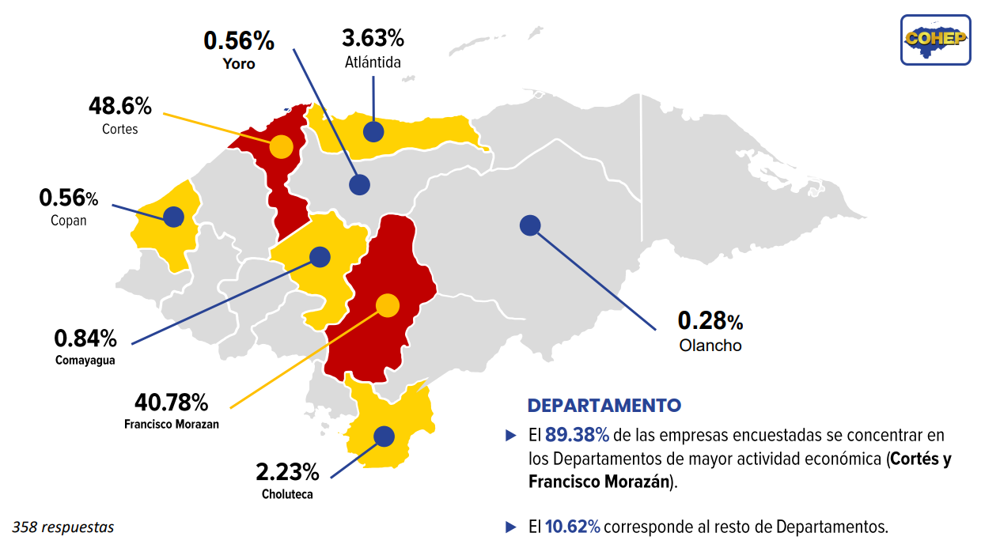 COHEP
0.56%
Yoro
3.63%
Atlántida
48.6%
Cortes
0.56%
Copan
0.84%
Comayagua
0.28%
Olancho
40.78%
Francisco Morazan
2.23%
Choluteca
DEPARTAMENTO
El 89.38% de las empresas encuestadas se concentrar en
los Departamentos de mayor actividad económica (Cortés y
Francisco Morazán).
El 10.62% corresponde al resto de Departamentos.
358 respuestas